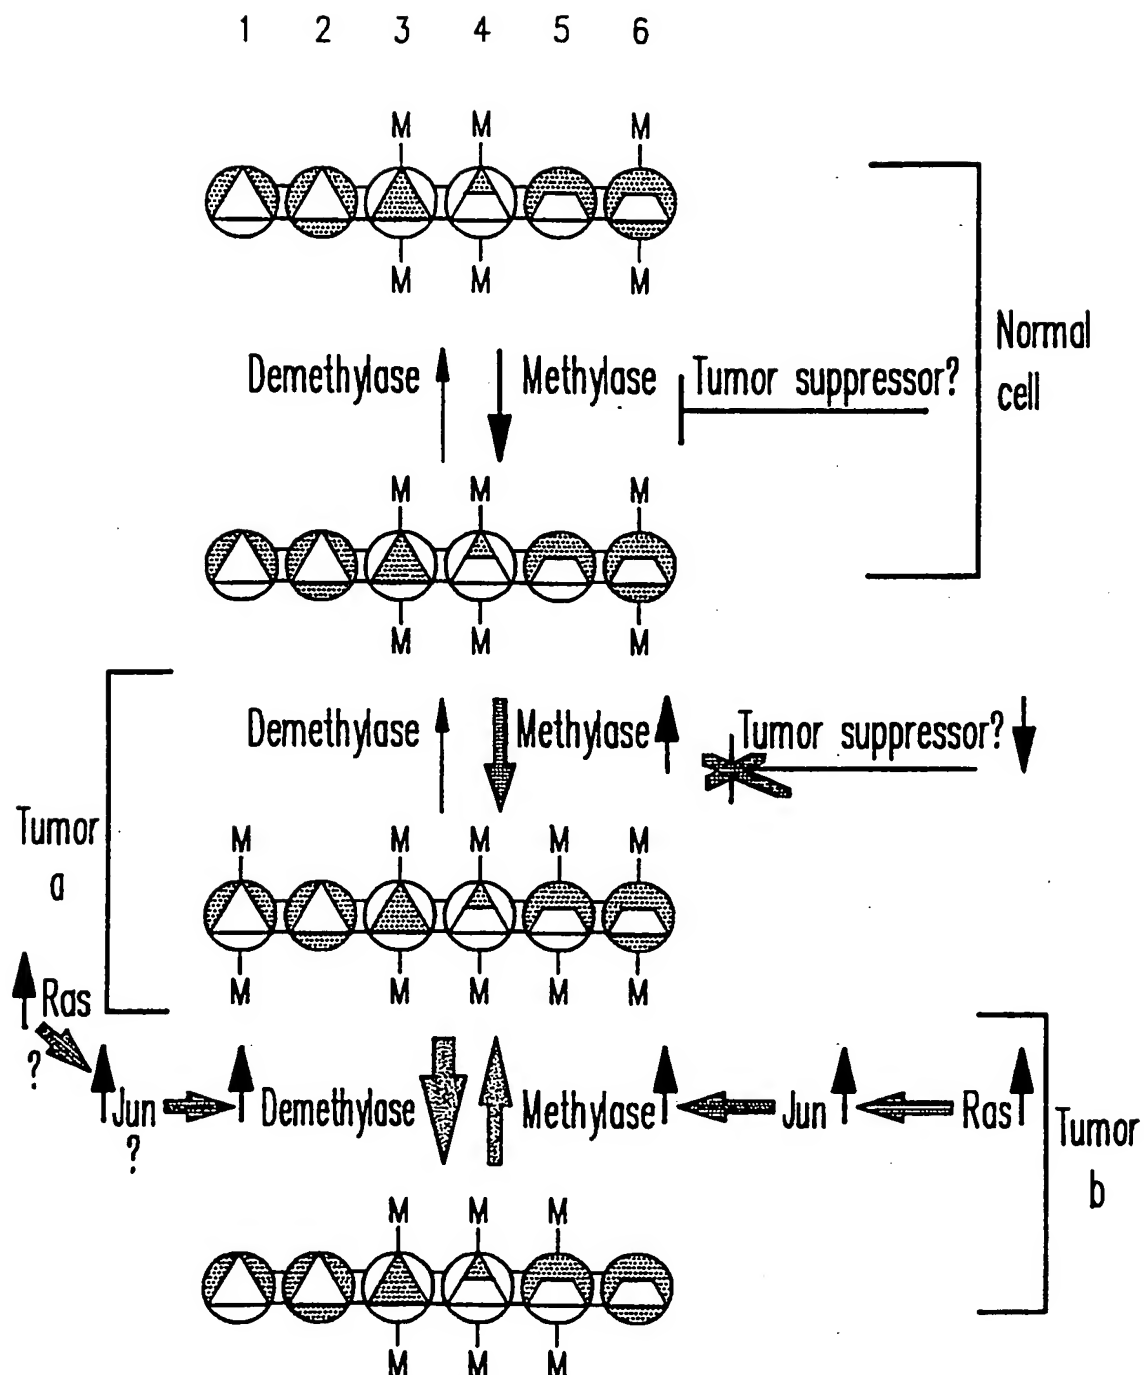 1 2 3 4 5 6
M M M
M M M
Demethylase Methylase Tumor suppressor?
Normal
cell
M M M
M M M
Demethylase Methylase Tumor suppressor?
Tumor
a
M M M M M
M M M M M
Ras
?
Jun Demethylase Methylase Jun Ras
?
Tumor
b
M M M
M M M